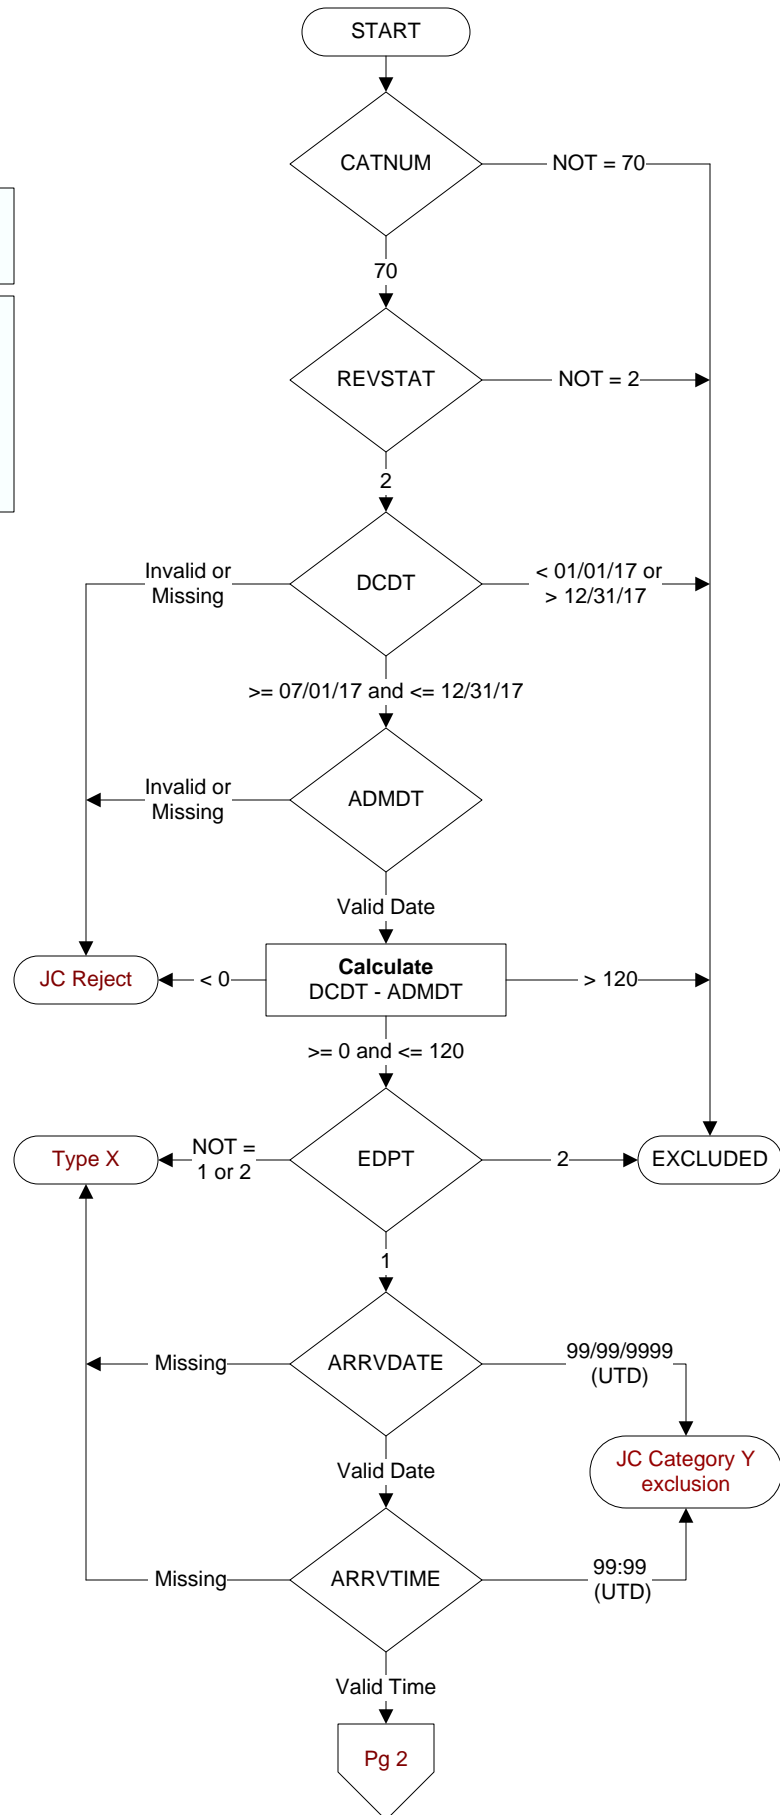 START
CATNUM
NOT = 70
70
REVSTAT
NOT = 2
2
Invalid or
Missing
DCDT
< 01/01/17 or
> 12/31/17
>= 07/01/17 and <= 12/31/17
Invalid or
Missing
ADMDT
Valid Date
JC Reject
< 0
Calculate
DCDT - ADMDT
> 120
>= 0 and <= 120
Type X
NOT =
1 or 2
EDPT
2
EXCLUDED
1
Missing
ARRVDATE
99/99/9999
(UTD)
Valid Date
JC Category Y
exclusion
Missing
ARRVTIME
99:99
(UTD)
Valid Time
Pg 2